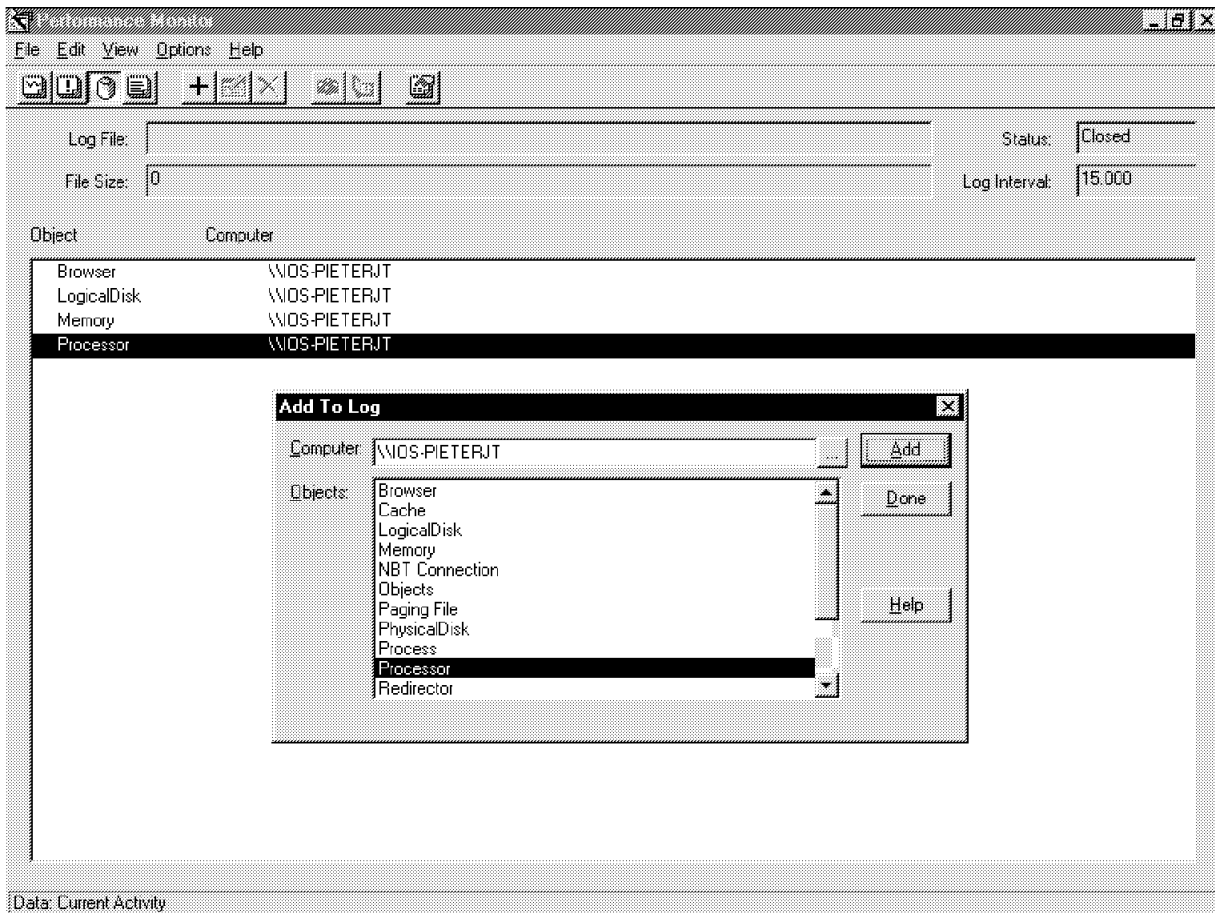 Performance Monitor
File Edit View Options Help
Log File:
Status: Closed
File Size: 0
Log Interval: 15.000
Object Computer
Browser \\IOS-PIETERJT
LogicalDisk \\IOS-PIETERJT
Memory \\IOS-PIETERJT
Processor \\IOS-PIETERJT
Add To Log
Computer: \\IOS-PIETERJT ... Add
Objects:
Browser
Cache
LogicalDisk
Memory
NBT Connection
Objects
Paging File
PhysicalDisk
Process
Processor
Redirector
Done
Help
Data: Current Activity